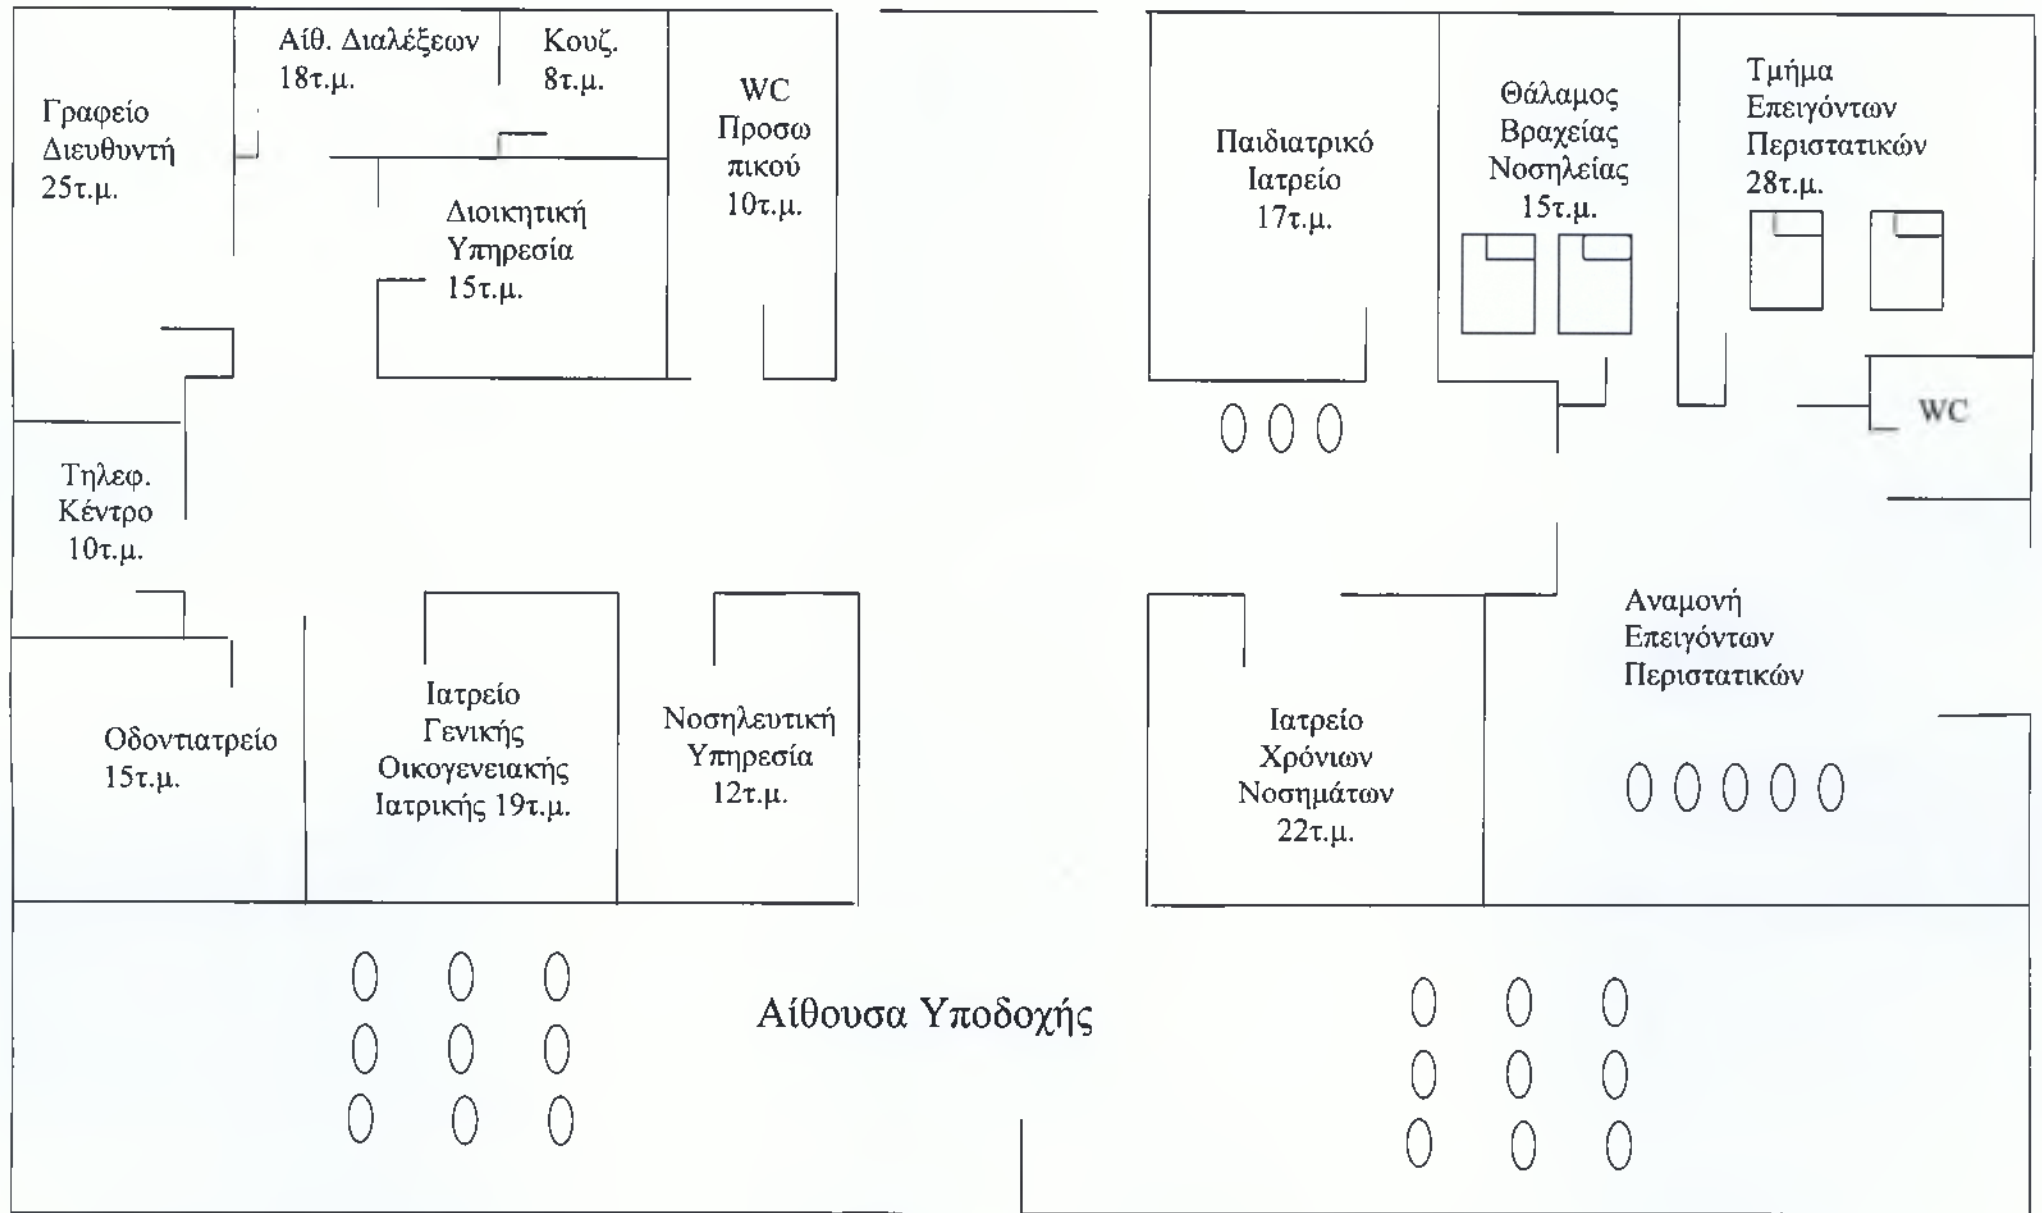 Γραφείο
Διευθυντή
25τ.μ.
Αίθ. Διαλέξεων
18τ.μ.
Κουζ.
8τ.μ.
WC
Προσω
πικού
10τ.μ.
Διοικητική
Υπηρεσία
15τ.μ.
Παιδιατρικό
Ιατρείο
17τ.μ.
Θάλαμος
Βραχείας
Νοσηλείας
15τ.μ.
Τμήμα
Επειγόντων
Περιστατικών
28τ.μ.
WC
Τηλεφ.
Κέντρο
10τ.μ.
Οδοντιατρείο
15τ.μ.
Ιατρείο
Γενικής
Οικογενειακής
Ιατρικής 19τ.μ.
Νοσηλευτική
Υπηρεσία
12τ.μ.
Ιατρείο
Χρόνιων
Νοσημάτων
22τ.μ.
Αναμονή
Επειγόντων
Περιστατικών
Αίθουσα Υποδοχής